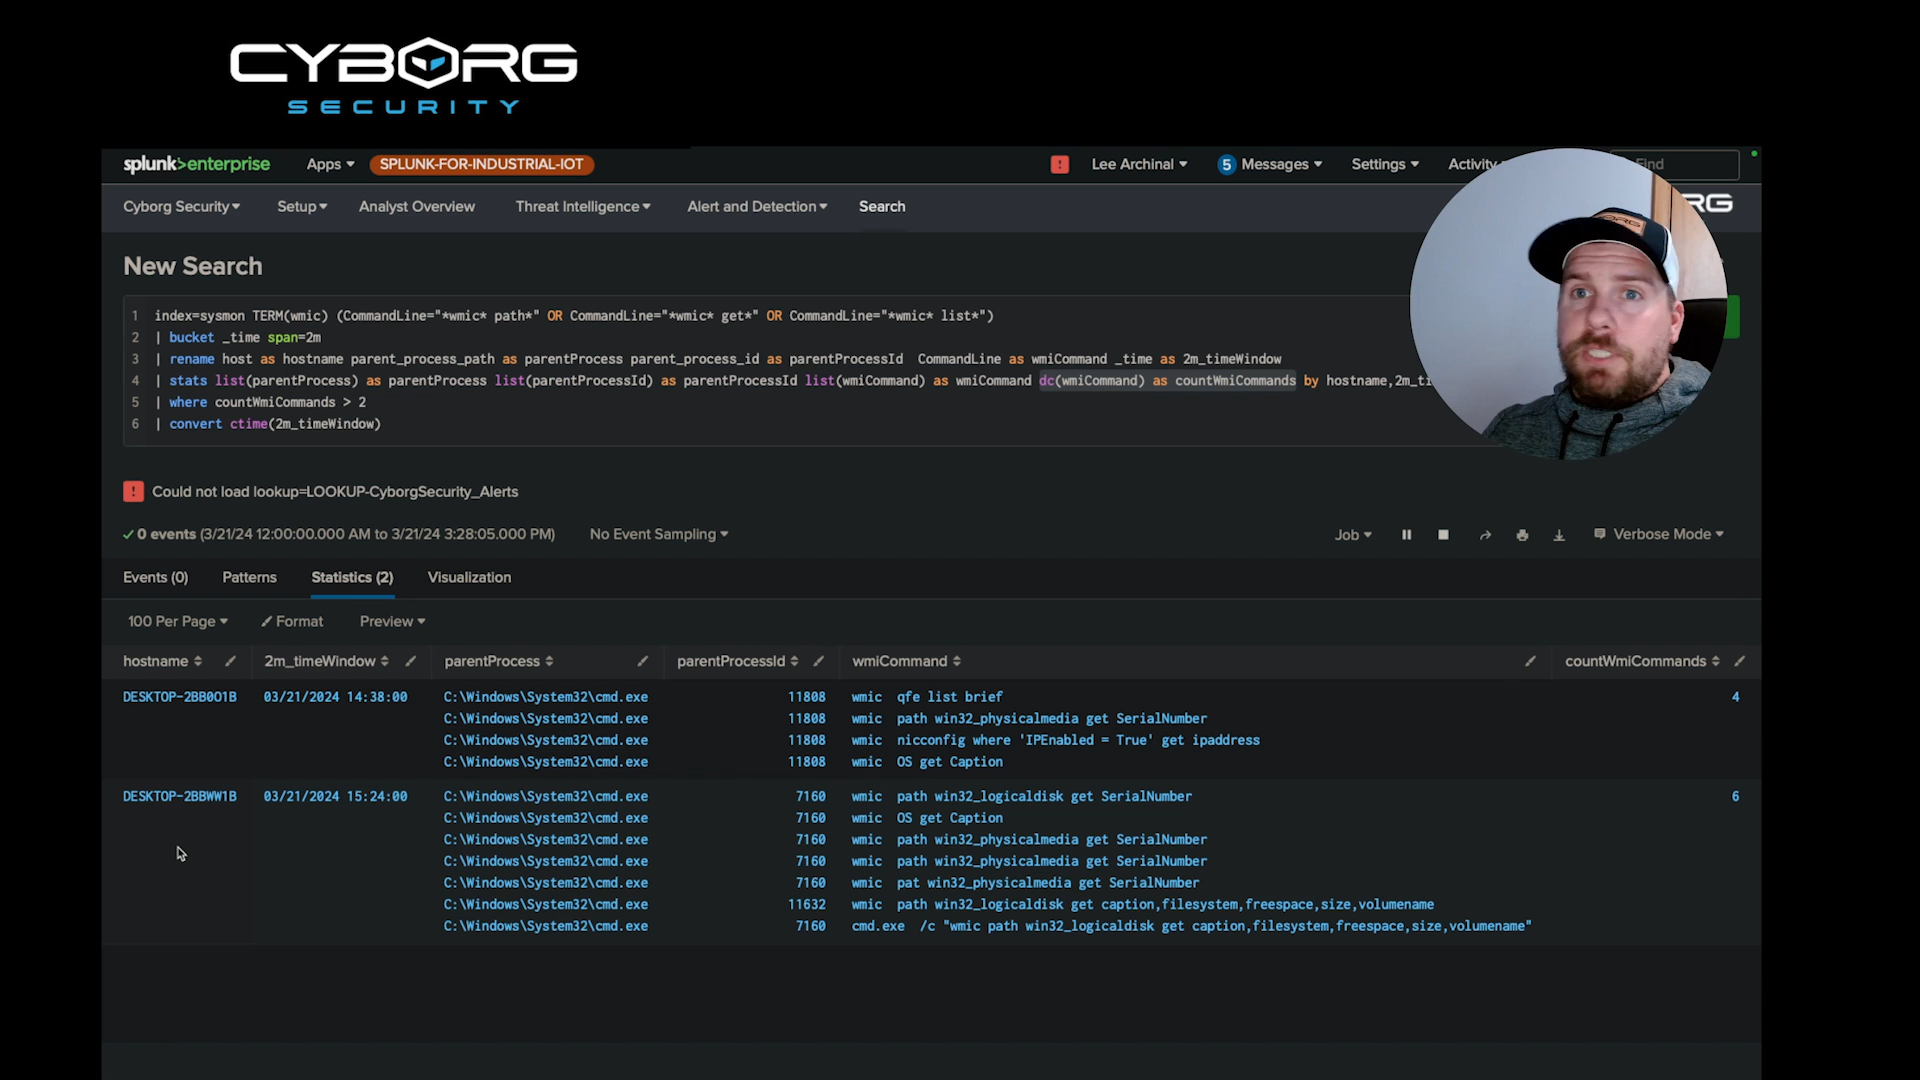 CYBORG
SECURITY
splunk>enterprise Apps SPLUNK-FOR-INDUSTRIAL-IOT Lee Archinal 5 Messages Settings Activity Find
Cyborg Security Setup Analyst Overview Threat Intelligence Alert and Detection Search RG
New Search
1 index=sysmon TERM(wmic) (CommandLine="*wmic* path*" OR CommandLine="*wmic* get*" OR CommandLine="*wmic* list*")
2 | bucket _time span=2m
3 | rename host as hostname parent_process_path as parentProcess parent_process_id as parentProcessId CommandLine as wmiCommand _time as 2m_timeWindow
4 | stats list(parentProcess) as parentProcess list(parentProcessId) as parentProcessId list(wmiCommand) as wmiCommand dc(wmiCommand) as countWmiCommands by hostname,2m_ti
5 | where countWmiCommands > 2
6 | convert ctime(2m_timeWindow)
! Could not load lookup=LOOKUP-CyborgSecurity_Alerts
✓ 0 events (3/21/24 12:00:00.000 AM to 3/21/24 3:28:05.000 PM) No Event Sampling Job Verbose Mode
Events (0) Patterns Statistics (2) Visualization
100 Per Page Format Preview
hostname 2m_timeWindow parentProcess parentProcessId wmiCommand countWmiCommands
DESKTOP-2BB0O1B 03/21/2024 14:38:00 C:\Windows\System32\cmd.exe 11808 wmic qfe list brief 4
C:\Windows\System32\cmd.exe 11808 wmic path win32_physicalmedia get SerialNumber
C:\Windows\System32\cmd.exe 11808 wmic nicconfig where 'IPEnabled = True' get ipaddress
C:\Windows\System32\cmd.exe 11808 wmic OS get Caption
DESKTOP-2BBWW1B 03/21/2024 15:24:00 C:\Windows\System32\cmd.exe 7160 wmic path win32_logicaldisk get SerialNumber 6
C:\Windows\System32\cmd.exe 7160 wmic OS get Caption
C:\Windows\System32\cmd.exe 7160 wmic path win32_physicalmedia get SerialNumber
C:\Windows\System32\cmd.exe 7160 wmic path win32_physicalmedia get SerialNumber
C:\Windows\System32\cmd.exe 7160 wmic pat win32_physicalmedia get SerialNumber
C:\Windows\System32\cmd.exe 11632 wmic path win32_logicaldisk get caption,filesystem,freespace,size,volumename
C:\Windows\System32\cmd.exe 7160 cmd.exe /c "wmic path win32_logicaldisk get caption,filesystem,freespace,size,volumename"